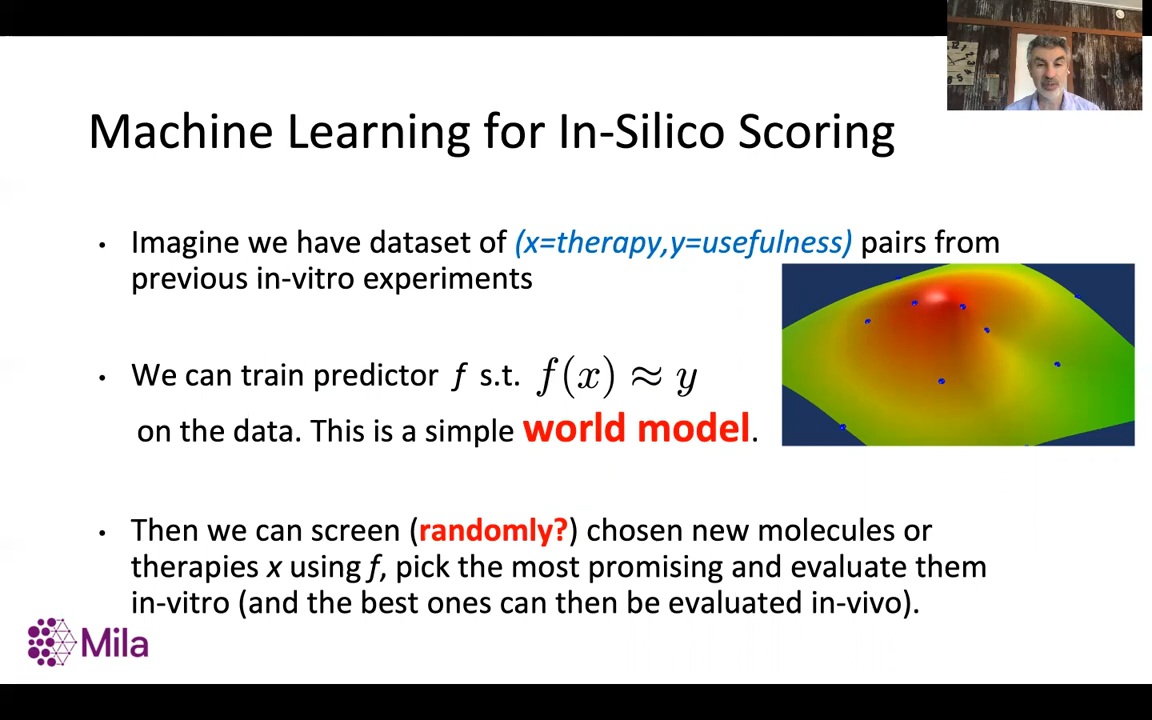 Machine Learning for In-Silico Scoring
• Imagine we have dataset of (x=therapy,y=usefulness) pairs from
previous in-vitro experiments
• We can train predictor f s.t. f(x) ≈ y
on the data. This is a simple world model.
• Then we can screen (randomly?) chosen new molecules or
therapies x using f, pick the most promising and evaluate them
in-vitro (and the best ones can then be evaluated in-vivo).
Mila